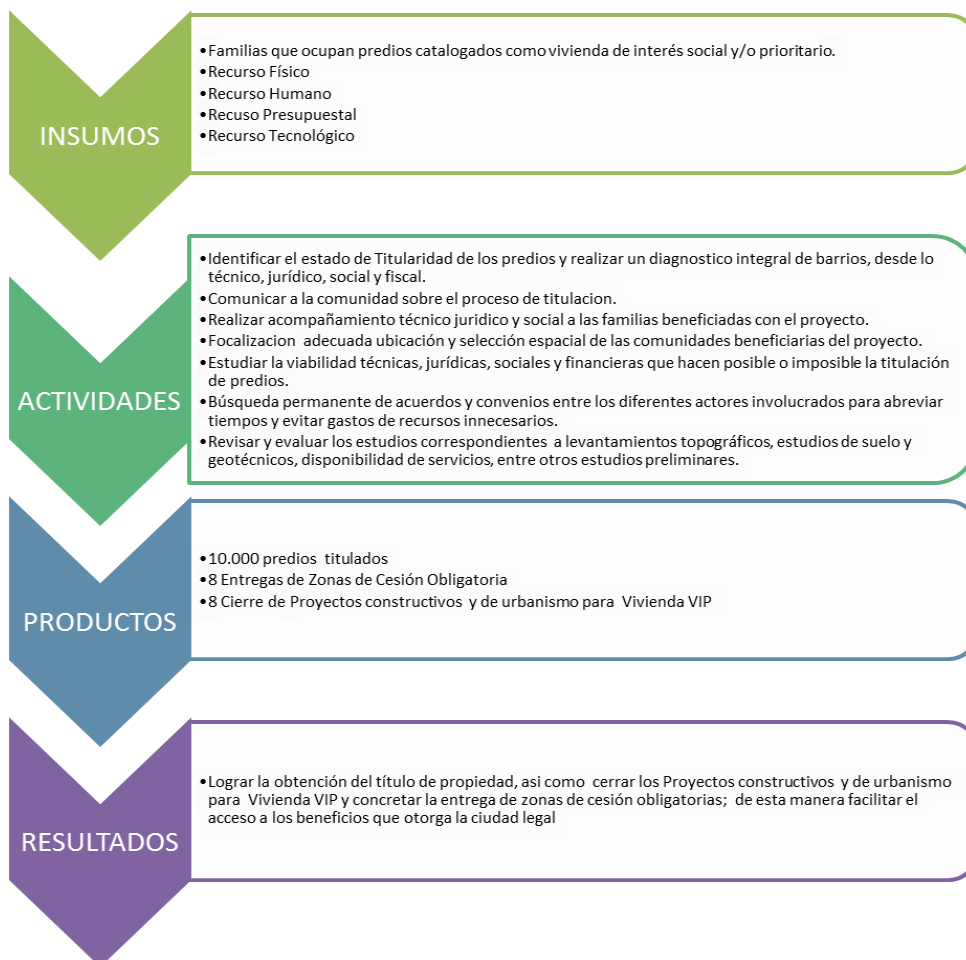 INSUMOS
•Familias que ocupan predios catalogados como vivienda de interés social y/o prioritario.
•Recurso Físico
•Recurso Humano
•Recuso Presupuestal
•Recurso Tecnológico
ACTIVIDADES
•Identificar el estado de Titularidad de los predios y realizar un diagnostico integral de barrios, desde lo
técnico, jurídico, social y fiscal.
•Comunicar a la comunidad sobre el proceso de titulacion.
•Realizar acompañamiento técnico juridico y social a las familias beneficiadas con el proyecto.
•Focalizacion adecuada ubicación y selección espacial de las comunidades beneficiarias del proyecto.
•Estudiar la viabilidad técnicas, jurídicas, sociales y financieras que hacen posible o imposible la titulación
de predios.
•Búsqueda permanente de acuerdos y convenios entre los diferentes actores involucrados para abreviar
tiempos y evitar gastos de recursos innecesarios.
•Revisar y evaluar los estudios correspondientes a levantamientos topográficos, estudios de suelo y
geotécnicos, disponibilidad de servicios, entre otros estudios preliminares.
PRODUCTOS
•10.000 predios titulados
•8 Entregas de Zonas de Cesión Obligatoria
•8 Cierre de Proyectos constructivos y de urbanismo para Vivienda VIP
RESULTADOS
•Lograr la obtención del título de propiedad, asi como cerrar los Proyectos constructivos y de urbanismo
para Vivienda VIP y concretar la entrega de zonas de cesión obligatorias; de esta manera facilitar el
acceso a los beneficios que otorga la ciudad legal